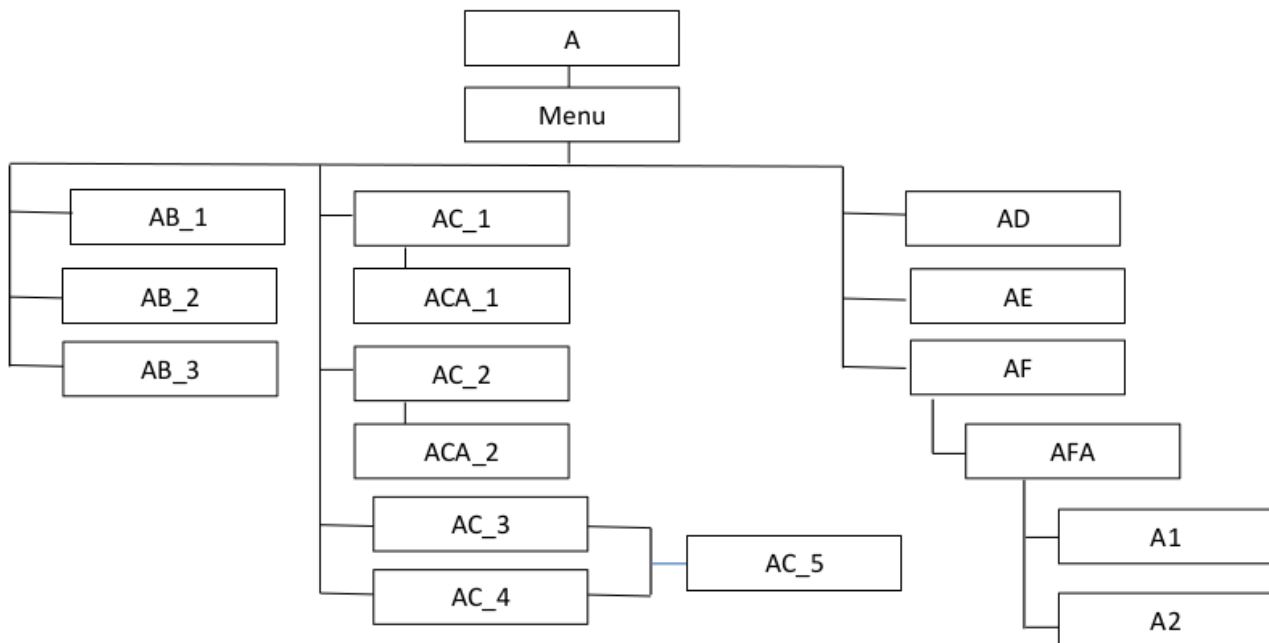 A
Menu
AB_1
AB_2
AB_3
AC_1
ACA_1
AC_2
ACA_2
AC_3
AC_4
AC_5
AD
AE
AF
AFA
A1
A2